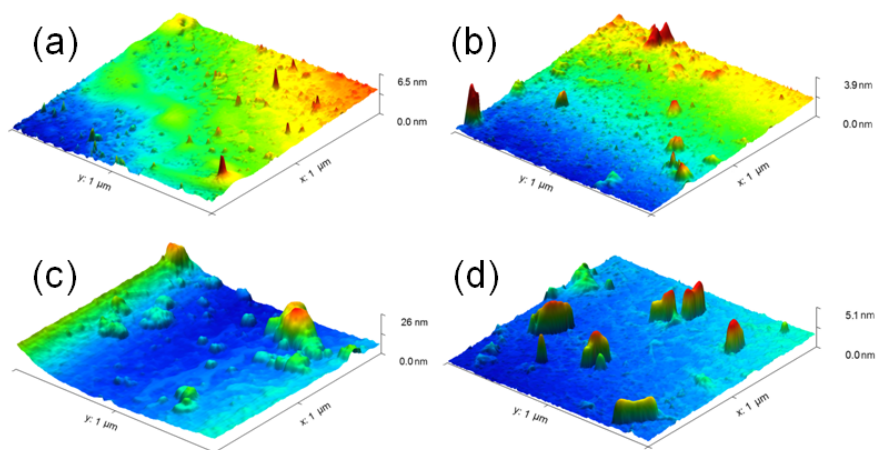 (a)
6.5 nm
0.0 nm
y: 1 µm
x: 1 µm
(b)
3.9 nm
0.0 nm
y: 1 µm
x: 1 µm
(c)
26 nm
0.0 nm
y: 1 µm
x: 1 µm
(d)
5.1 nm
0.0 nm
y: 1 µm
x: 1 µm